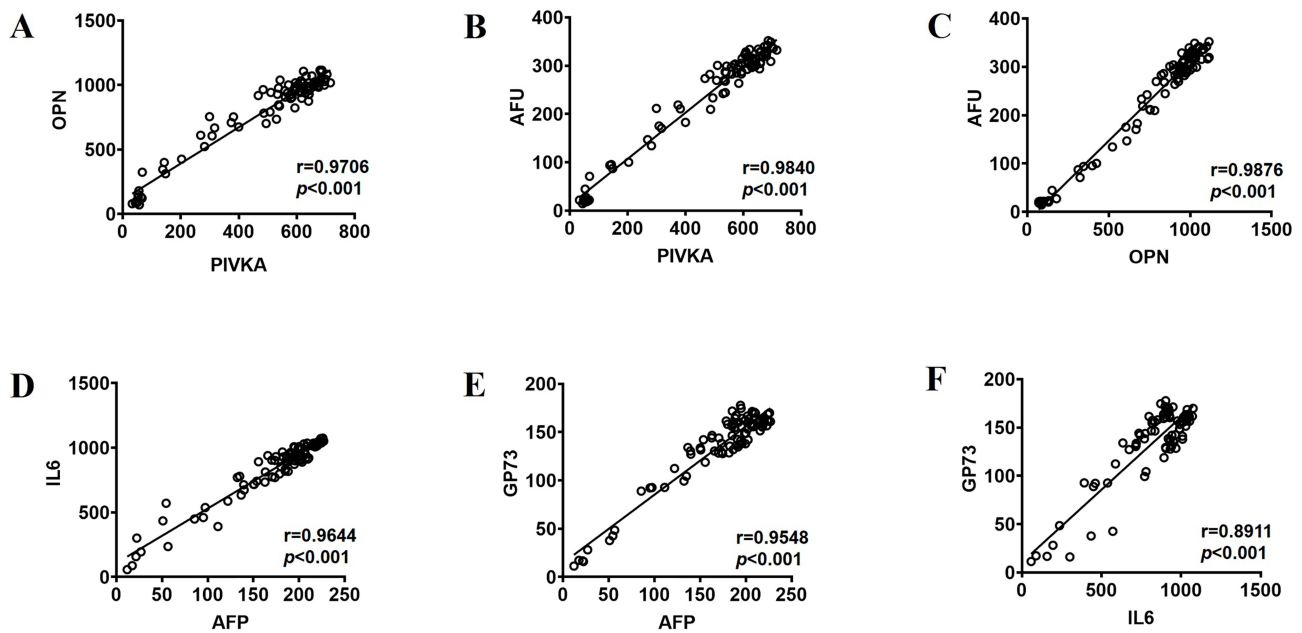 A
OPN
1500
1000
500
0
r=0.9706
p<0.001
0 200 400 600 800
PIVKA
B
AFU
400
300
200
100
0
r=0.9840
p<0.001
0 200 400 600 800
PIVKA
C
AFU
400
300
200
100
0
r=0.9876
p<0.001
0 500 1000 1500
OPN
D
IL6
1500
1000
500
0
r=0.9644
p<0.001
0 50 100 150 200 250
AFP
E
GP73
200
150
100
50
0
r=0.9548
p<0.001
0 50 100 150 200 250
AFP
F
GP73
200
150
100
50
0
r=0.8911
p<0.001
0 500 1000 1500
IL6